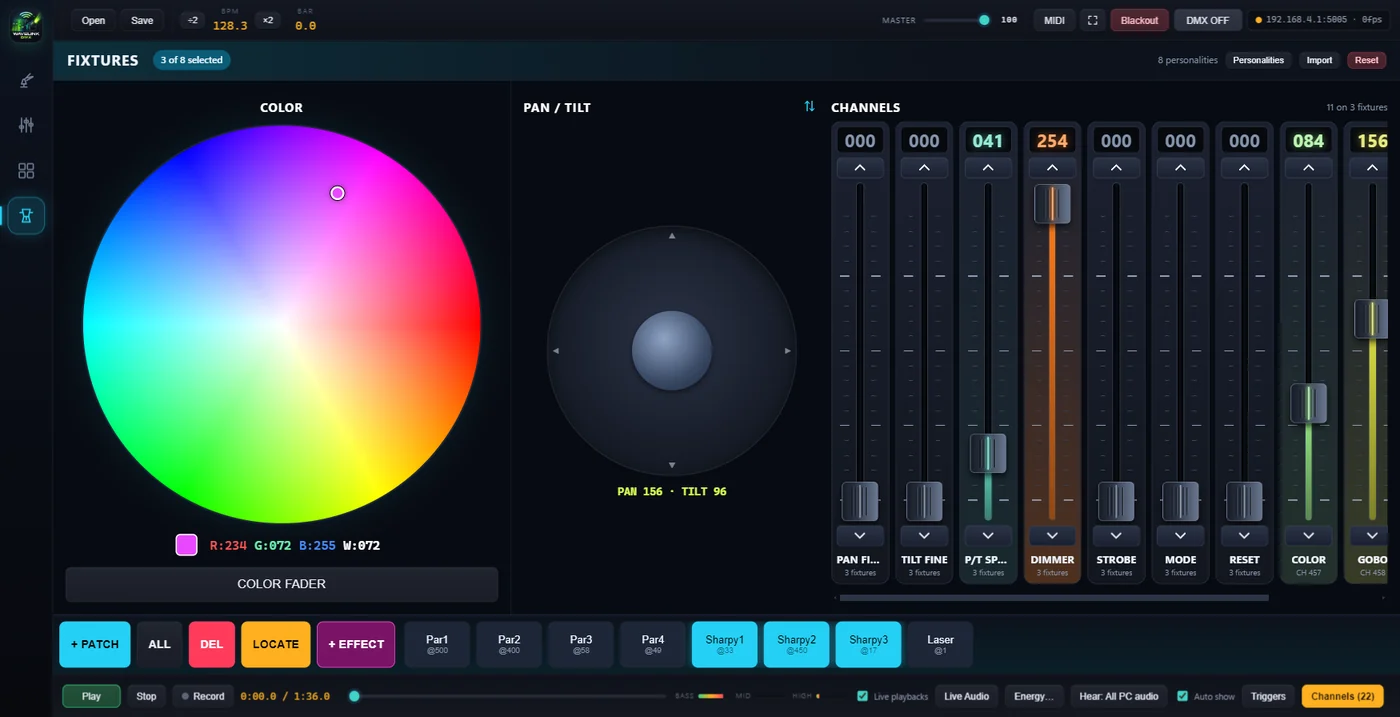 Open Save ÷2 BPM 128.3 ×2 BAR 0.0 MASTER 100 MIDI Blackout DMX OFF 192.168.4.1:5005 · 0fps
WAVELINK
FIXTURES 3 of 8 selected 8 personalities Personalities Import Reset
COLOR
PAN / TILT
CHANNELS 11 on 3 fixtures
000 000 041 254 000 000 000 084 156
PAN 156 · TILT 96
R:234 G:072 B:255 W:072
COLOR FADER
PAN FI... TILT FINE P/T SP... DIMMER STROBE MODE RESET COLOR GOBO
3 fixtures 3 fixtures 3 fixtures 3 fixtures 3 fixtures 3 fixtures 3 fixtures CH 457 CH 458
+ PATCH ALL DEL LOCATE + EFFECT
Par1 Par2 Par3 Par4 Sharpy1 Sharpy2 Sharpy3 Laser
@500 @400 @58 @49 @33 @450 @17 @1
Play Stop Record 0:00.0 / 1:36.0 BASS MID HIGH Live playbacks Live Audio Energy... Hear: All PC audio Auto show Triggers Channels (22)